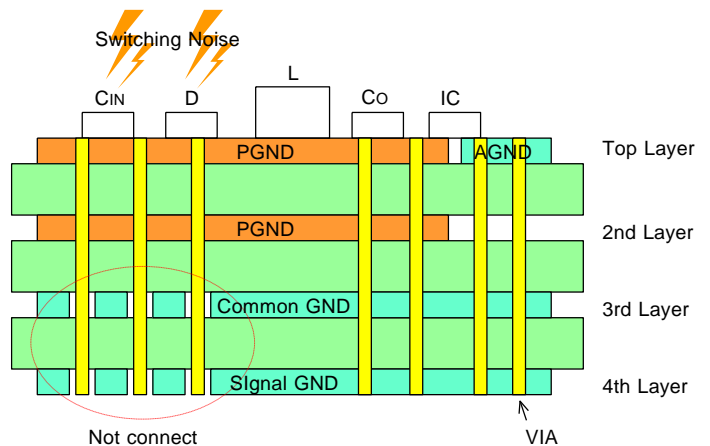 Switching Noise
CIN
D
L
CO
IC
PGND
AGND
Top Layer
PGND
2nd Layer
Common GND
3rd Layer
SIgnal GND
4th Layer
Not connect
VIA